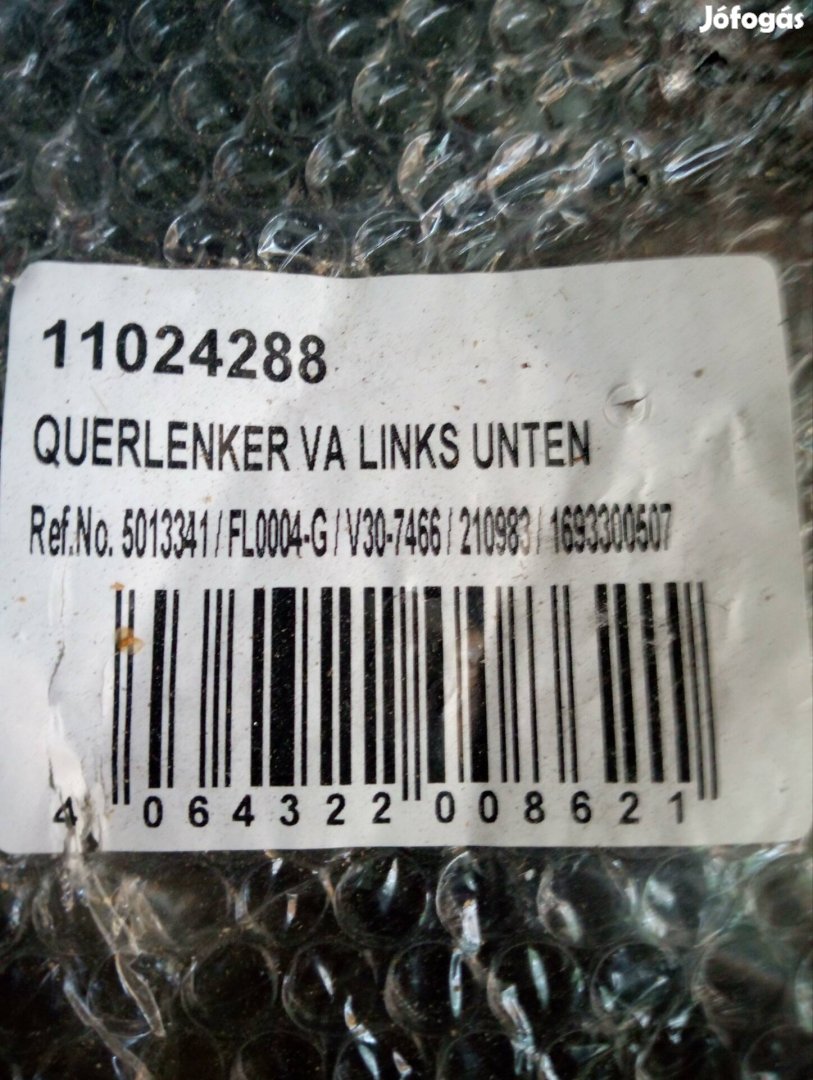 Jófogás
11024288
QUERLENKER VA LINKS UNTEN
Ref.No. 5013341 / FL0004-G / V30-7466 / 210983 / 1693300507
4 064322 008621